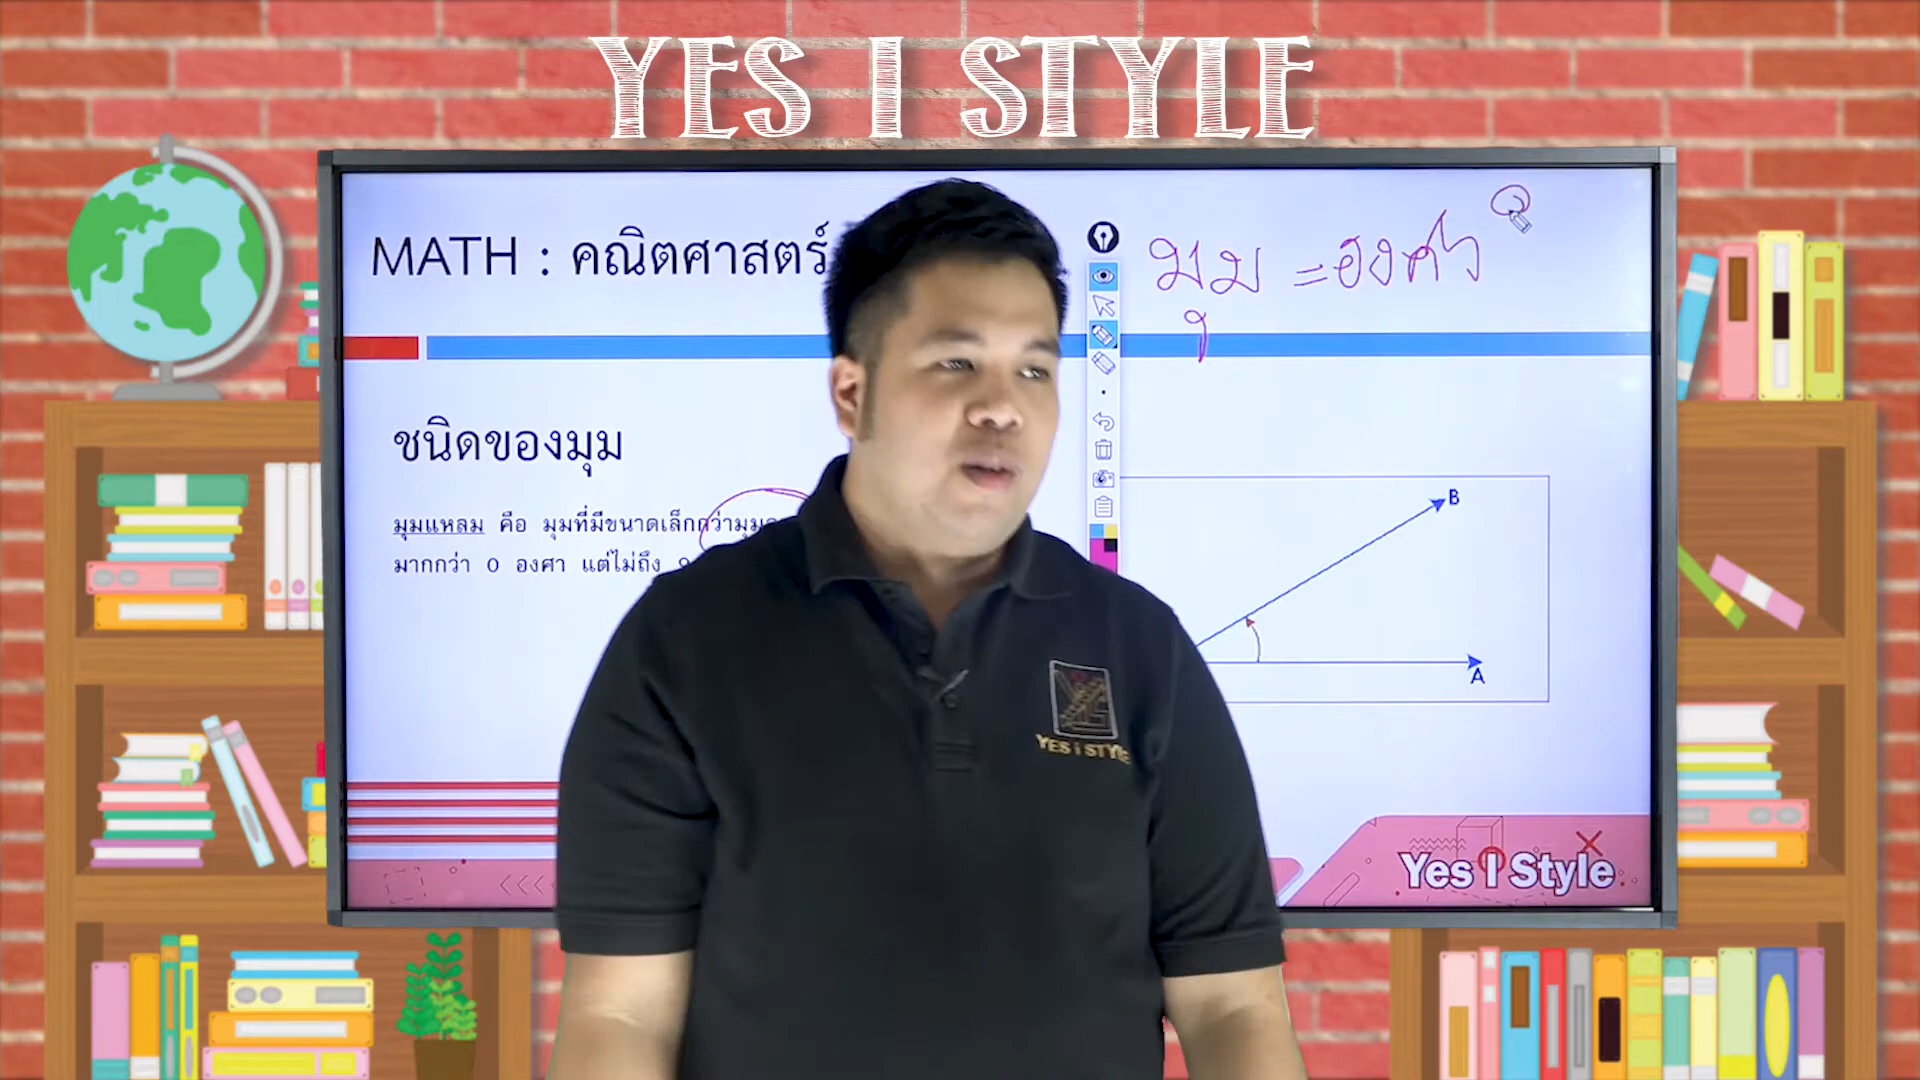 YES I STYLE
MATH : คณิตศาสตร์
มุม = องศา
ชนิดของมุม
มุมแหลม คือ มุมที่มีขนาดเล็กกว่ามุม
มากกว่า 0 องศา แต่ไม่ถึง
B
A
YES i STYLE
Yes I Style